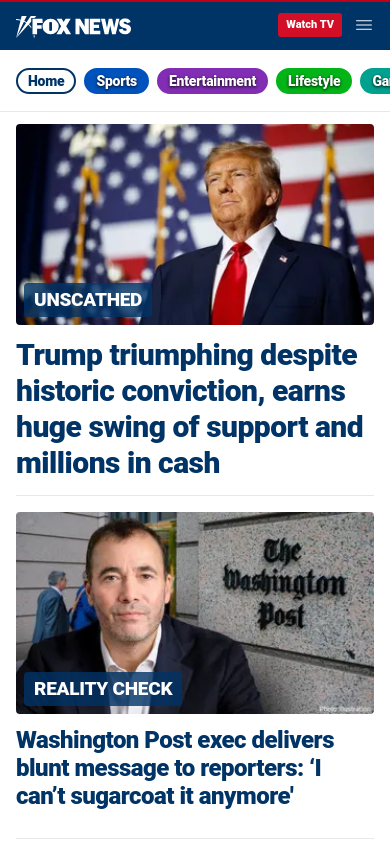 FOX NEWS
Watch TV
Home
Sports
Entertainment
Lifestyle
Ga
UNSCATHED
Trump triumphing despite
historic conviction, earns
huge swing of support and
millions in cash
The
Washington
Post
REALITY CHECK
Photo Illustration
Washington Post exec delivers
blunt message to reporters: ‘I
can’t sugarcoat it anymore'